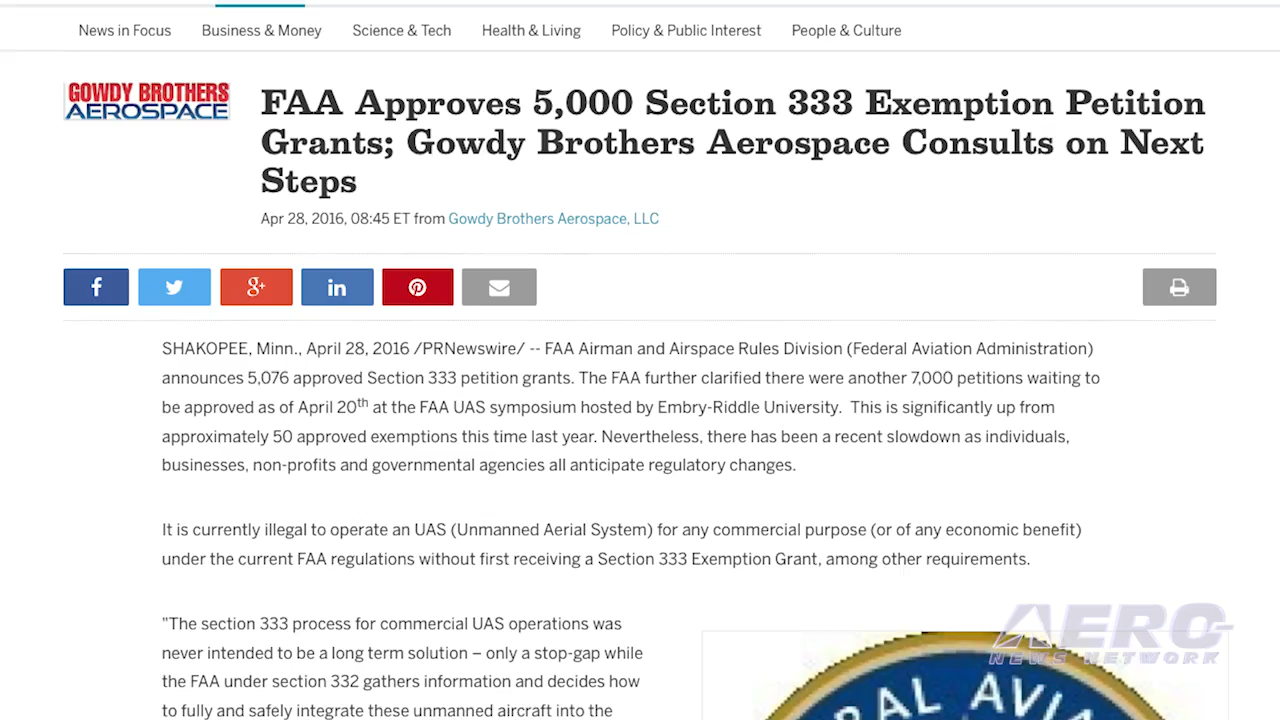 News in Focus Business & Money Science & Tech Health & Living Policy & Public Interest People & Culture
GOWDY BROTHERS
AEROSPACE
FAA Approves 5,000 Section 333 Exemption Petition
Grants; Gowdy Brothers Aerospace Consults on Next
Steps
Apr 28, 2016, 08:45 ET from Gowdy Brothers Aerospace, LLC
SHAKOPEE, Minn., April 28, 2016 /PRNewswire/ -- FAA Airman and Airspace Rules Division (Federal Aviation Administration)
announces 5,076 approved Section 333 petition grants. The FAA further clarified there were another 7,000 petitions waiting to
be approved as of April 20th at the FAA UAS symposium hosted by Embry-Riddle University. This is significantly up from
approximately 50 approved exemptions this time last year. Nevertheless, there has been a recent slowdown as individuals,
businesses, non-profits and governmental agencies all anticipate regulatory changes.
It is currently illegal to operate an UAS (Unmanned Aerial System) for any commercial purpose (or of any economic benefit)
under the current FAA regulations without first receiving a Section 333 Exemption Grant, among other requirements.
"The section 333 process for commercial UAS operations was
never intended to be a long term solution – only a stop-gap while
the FAA under section 332 gathers information and decides how
to fully and safely integrate these unmanned aircraft into the
AERO
NEWS NETWORK
RAL AVIA